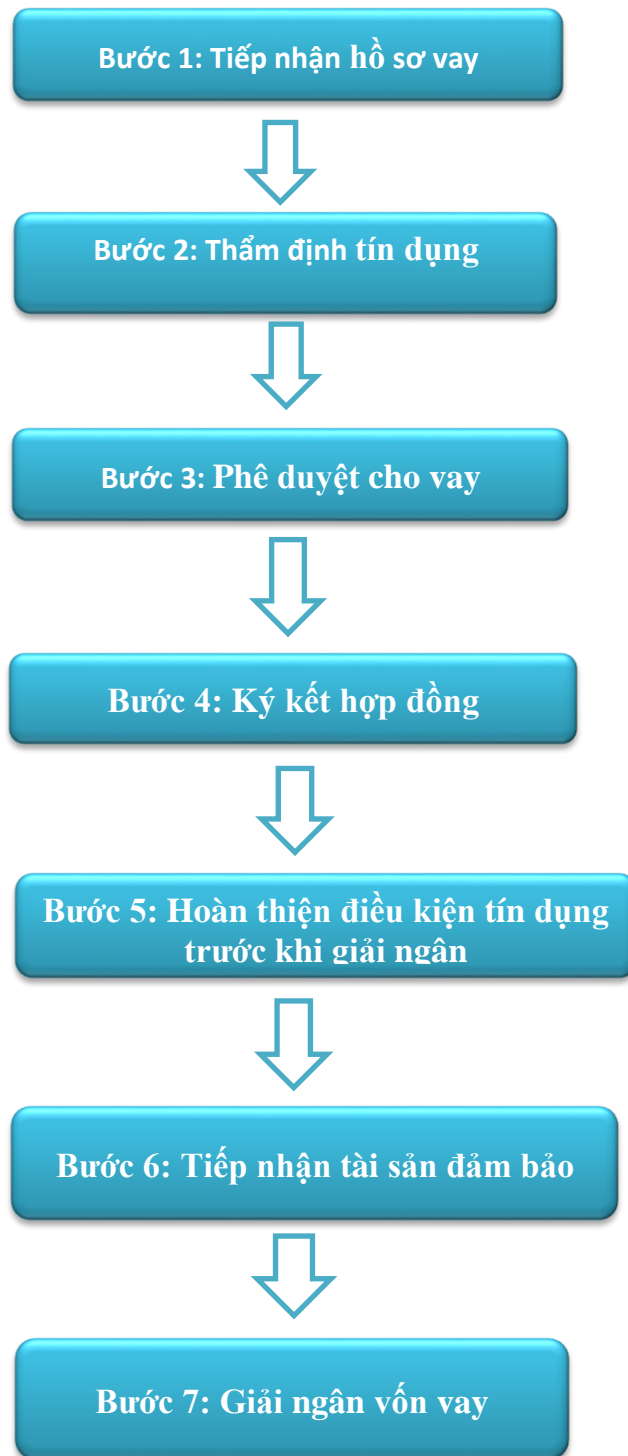 Bước 1: Tiếp nhận hồ sơ vay
Bước 2: Thẩm định tín dụng
Bước 3: Phê duyệt cho vay
Bước 4: Ký kết hợp đồng
Bước 5: Hoàn thiện điều kiện tín dụng
trước khi giải ngân
Bước 6: Tiếp nhận tài sản đảm bảo
Bước 7: Giải ngân vốn vay